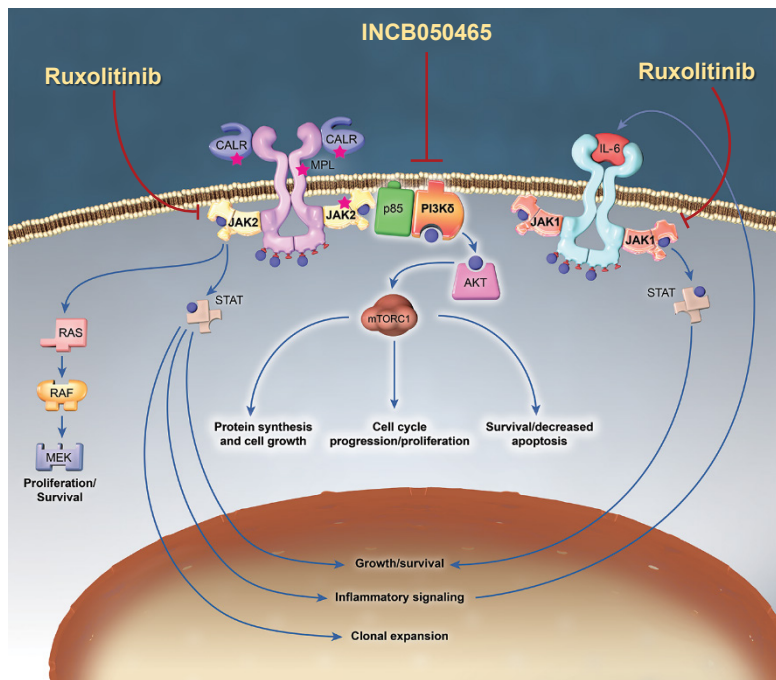 INCB050465
Ruxolitinib
Ruxolitinib
CALR
CALR
MPL
IL-6
JAK2
JAK2
p85
PI3Kδ
JAK1
JAK1
AKT
STAT
STAT
mTORC1
RAS
RAF
MEK
Proliferation/
Survival
Protein synthesis
and cell growth
Cell cycle
progression/proliferation
Survival/decreased
apoptosis
Growth/survival
Inflammatory signaling
Clonal expansion